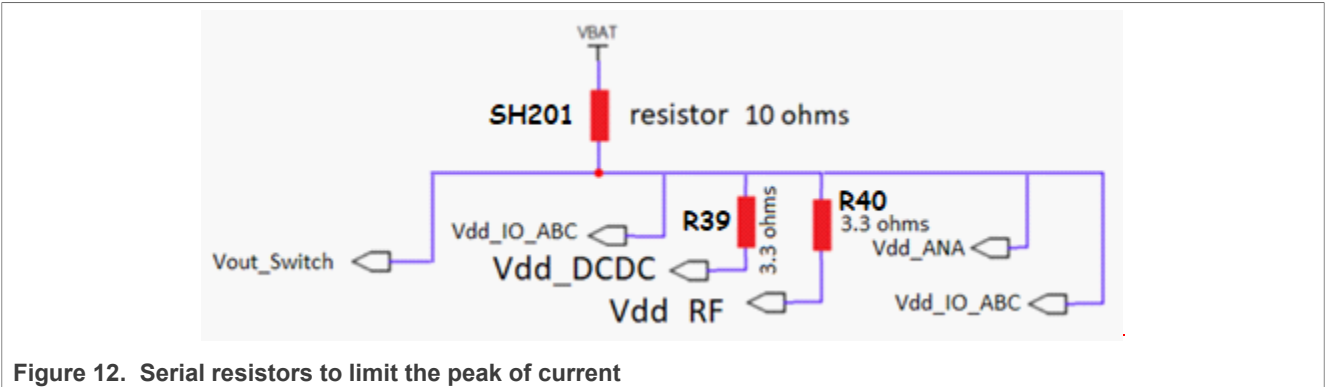 VBAT
SH201 resistor 10 ohms
R39
3.3 ohms
R40
3.3 ohms
Vdd_IO_ABC
Vdd_ANA
Vout_Switch
Vdd_DCDC
Vdd RF
Vdd_IO_ABC
Figure 12. Serial resistors to limit the peak of current